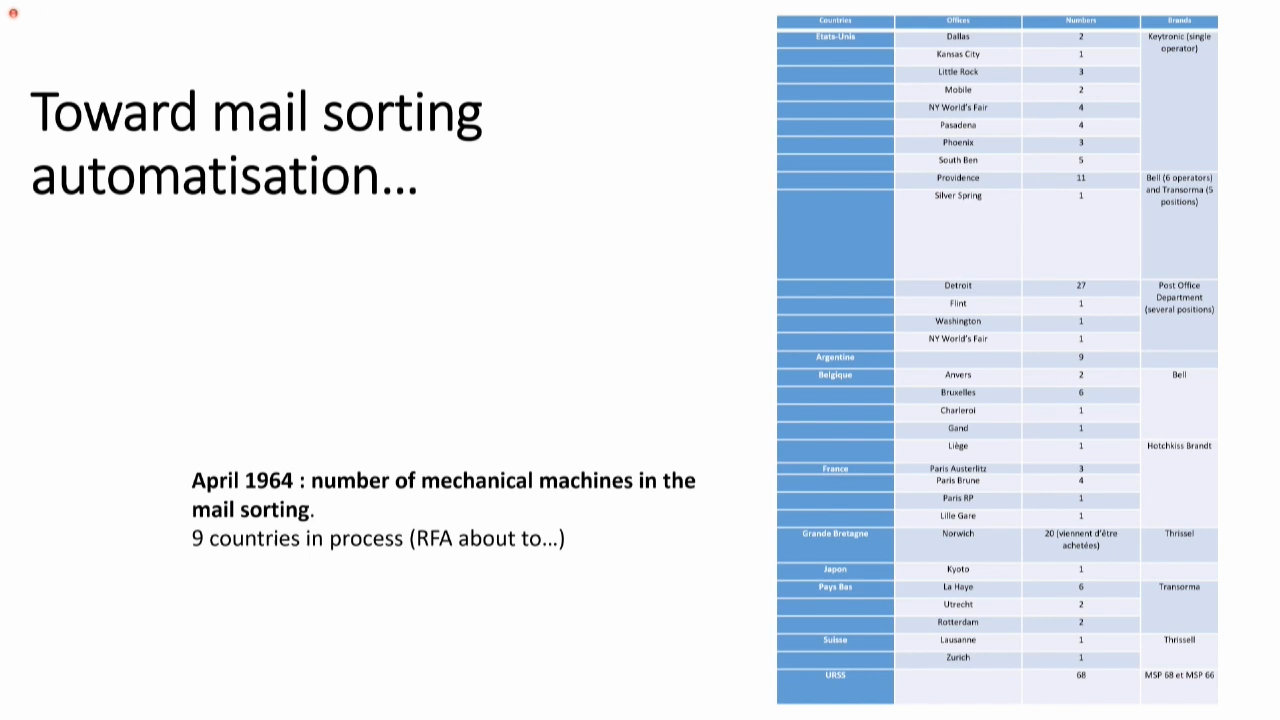 Toward mail sorting
automatisation...
April 1964 : number of mechanical machines in the
mail sorting.
9 countries in process (RFA about to...)
Countries Offices Numbers Brands
Etats-Unis Dallas 2 Keytronic (single
operator)
Kansas City 1
Little Rock 3
Mobile 2
NY World's Fair 4
Pasadena 4
Phoenix 3
South Ben 5
Providence 11 Bell (6 operators)
and Transorma (5
positions)
Silver Spring 1
Detroit 27 Post Office
Department
(several positions)
Flint 1
Washington 1
NY World's Fair 1
Argentine 9
Belgique Anvers 2 Bell
Bruxelles 6
Charleroi 1
Gand 1
Liège 1 Hotchkiss Brandt
France Paris Austerlitz 3
Paris Brune 4
Paris RP 1
Lille Gare 1
Grande Bretagne Norwich 20 (viennent d'être
achetées) Thrissel
Japon Kyoto 1
Pays Bas La Haye 6 Transorma
Utrecht 2
Rotterdam 2
Suisse Lausanne 1 Thrissell
Zurich 1
URSS 68 MSP 68 et MSP 66